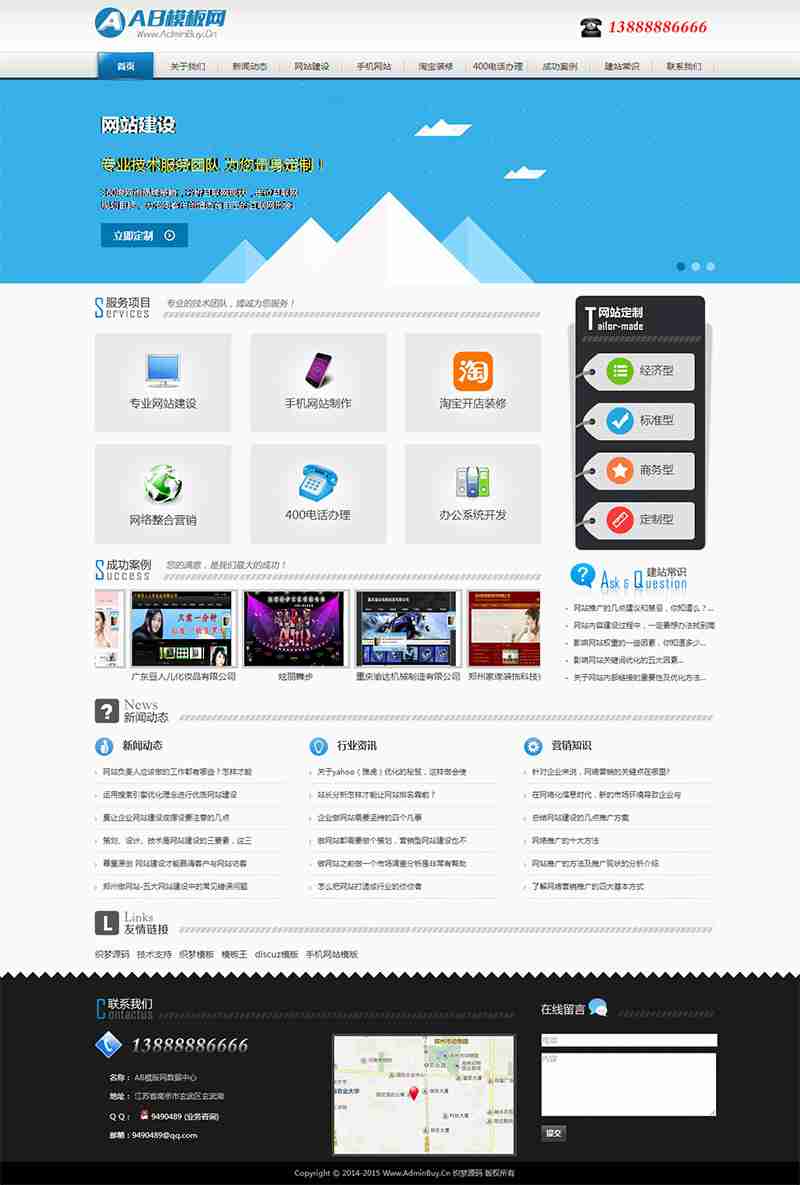 AB模板网
Www.AdminBuy.Cn
13888886666
首页 关于我们 新闻动态 网站建设 手机网站 淘宝装修 400电话办理 成功案例 建站常识 联系我们
网站建设
专业技术服务团队 为您量身定制！
立即定制
服务项目
Services
专业的技术团队，竭诚为您服务！
专业网站建设
手机网站制作
淘宝开店装修
网络整合营销
400电话办理
办公系统开发
网站定制
Tailor-made
经济型
标准型
商务型
定制型
成功案例
Success
您的满意，是我们最大的成功！
广东豆人儿化妆品有限公司
炫丽舞步
重庆渝达机械制造有限公司
郑州家缘装饰科技
建站常识
Ask & Question
网站推广的几点建议和禁忌，你知道么？...
网站内容建设过程中，一定要想办法找到需
影响网站权重的一些因素，你知道多少...
影响网站关键词优化的五大因素...
关于网站内部链接的重要性及优化方法...
News
新闻动态
新闻动态
网站负责人应该做的工作都有哪些？怎样才能
运用搜索引擎优化理念进行优质网站建设
莫让企业网站建设成摆设要注意的几点
策划、设计、技术是网站建设的三要素，这三
尊重原创 网站建设才能赢得客户与网站访客
郑州做网站-五大网站建设中的常见错误问题
行业资讯
关于yahoo（雅虎）优化的秘笈，这样做会使
站长分析怎样才能让网站排名靠前？
企业做网站需要坚持的四个凡事
做网站都需要做个策划，营销型网站建设也不
做网站之前做一个市场调查分析是非常有帮助
怎么把网站打造成行业的佼佼者
营销知识
针对企业来说，网络营销的关键点在哪里?
在网络化信息时代，新的市场环境导致企业与
总结网站建设的几点推广方案
网络推广的十大方法
网站推广的方法及推广现状的分析介绍
了解网络营销推广的四大基本方式
Links
友情链接
织梦源码 技术支持 织梦模板 模板王 discuz模版 手机网站模版
联系我们
Contactus
13888886666
名称： AB模板网数据中心
地址： 江苏省南京市玄武区玄武湖
Q Q： 9490489 (业务咨询)
邮箱：9490489@qq.com
在线留言
电话
内容
提交
Copyright © 2014-2015 Www.AdminBuy.Cn 织梦源码 版权所有